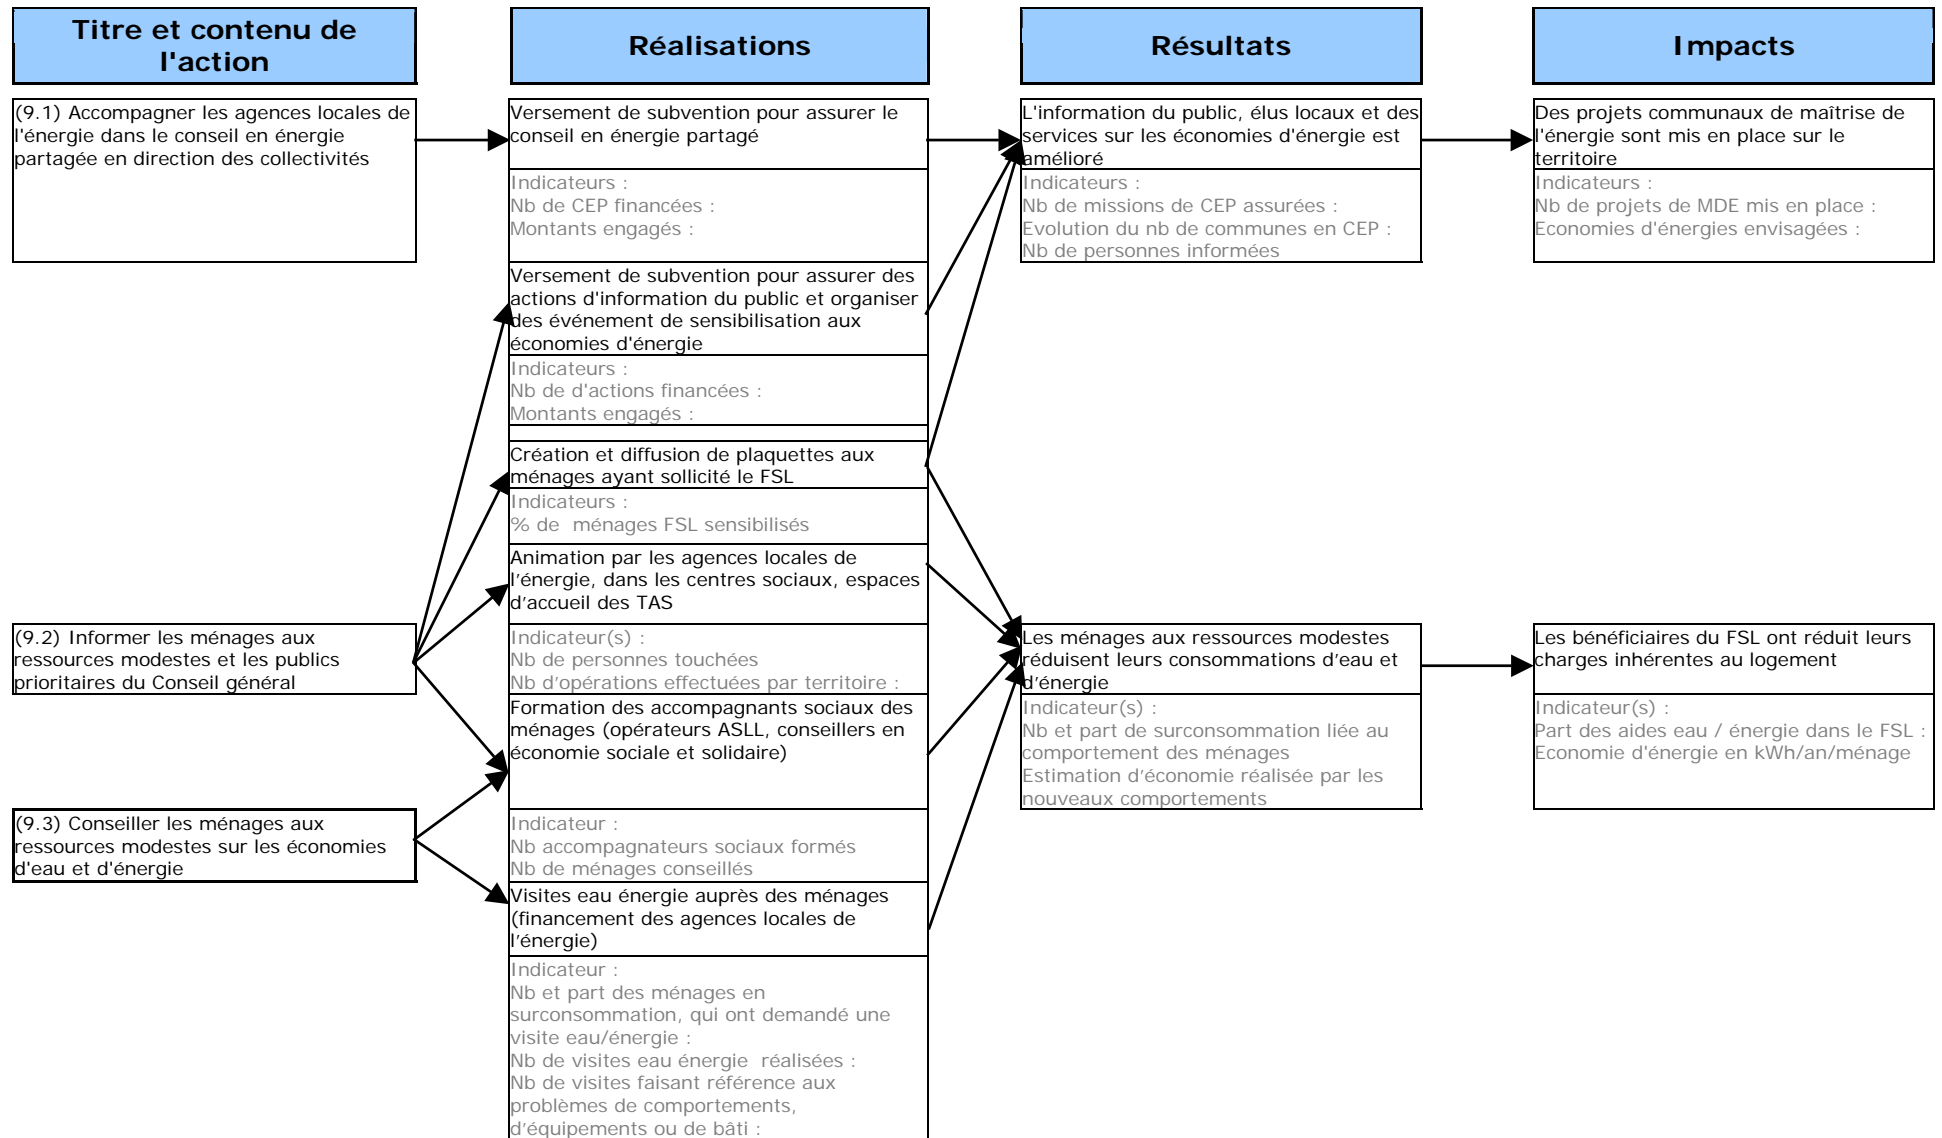 Titre et contenu de
l'action
Réalisations
Résultats
Impacts
(9.1) Accompagner les agences locales de
l'énergie dans le conseil en énergie
partagée en direction des collectivités
Versement de subvention pour assurer le
conseil en énergie partagé
Indicateurs :
Nb de CEP financées :
Montants engagés :
L'information du public, élus locaux et des
services sur les économies d'énergie est
amélioré
Indicateurs :
Nb de missions de CEP assurées :
Evolution du nb de communes en CEP :
Nb de personnes informées
Des projets communaux de maîtrise de
l'énergie sont mis en place sur le
territoire
Indicateurs :
Nb de projets de MDE mis en place :
Economies d'énergies envisagées :
Versement de subvention pour assurer des
actions d'information du public et organiser
des événement de sensibilisation aux
économies d'énergie
Indicateurs :
Nb de d'actions financées :
Montants engagés :
Création et diffusion de plaquettes aux
ménages ayant sollicité le FSL
Indicateurs :
% de  ménages FSL sensibilisés
Animation par les agences locales de
l’énergie, dans les centres sociaux, espaces
d’accueil des TAS
Indicateur(s) :
Nb de personnes touchées
Nb d’opérations effectuées par territoire :
(9.2) Informer les ménages aux
ressources modestes et les publics
prioritaires du Conseil général
Formation des accompagnants sociaux des
ménages (opérateurs ASLL, conseillers en
économie sociale et solidaire)
Indicateur :
Nb accompagnateurs sociaux formés
Nb de ménages conseillés
Les ménages aux ressources modestes
réduisent leurs consommations d’eau et
d’énergie
Indicateur(s) :
Nb et part de surconsommation liée au
comportement des ménages
Estimation d’économie réalisée par les
nouveaux comportements
Les bénéficiaires du FSL ont réduit leurs
charges inhérentes au logement
Indicateur(s) :
Part des aides eau / énergie dans le FSL :
Economie d'énergie en kWh/an/ménage
(9.3) Conseiller les ménages aux
ressources modestes sur les économies
d'eau et d'énergie
Visites eau énergie auprès des ménages
(financement des agences locales de
l’énergie)
Indicateur :
Nb et part des ménages en
surconsommation, qui ont demandé une
visite eau/énergie :
Nb de visites eau énergie  réalisées :
Nb de visites faisant référence aux
problèmes de comportements,
d’équipements ou de bâti :